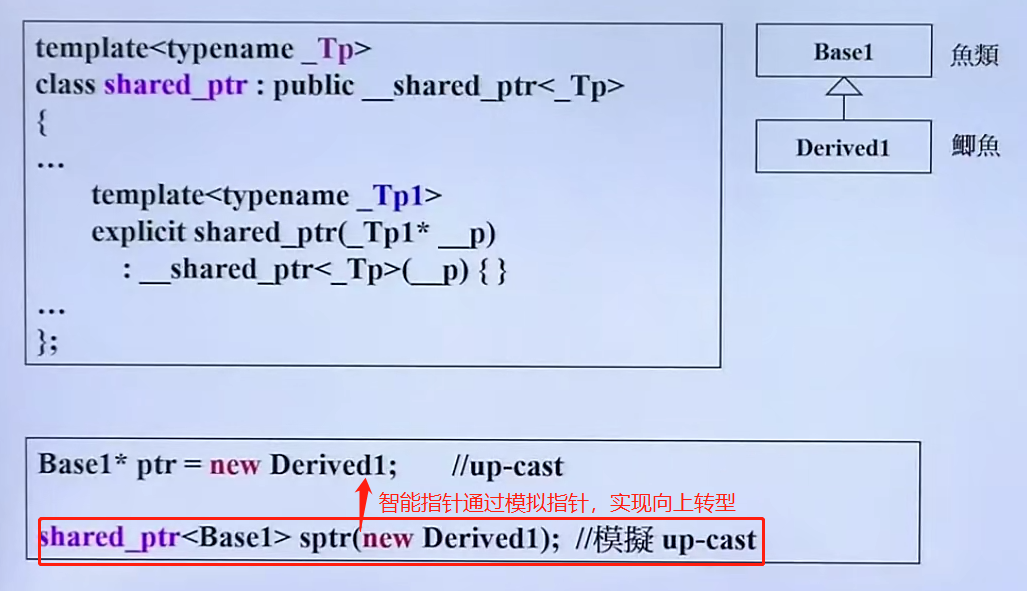 template<typename _Tp>
class shared_ptr : public __shared_ptr<_Tp>
{
...
template<typename _Tp1>
explicit shared_ptr(_Tp1* __p)
: __shared_ptr<_Tp>(__p) { }
...
};
Base1
魚類
Derived1
鯽魚
Base1* ptr = new Derived1; //up-cast
智能指针通过模拟指针，实现向上转型
shared_ptr<Base1> sptr(new Derived1); //模擬 up-cast